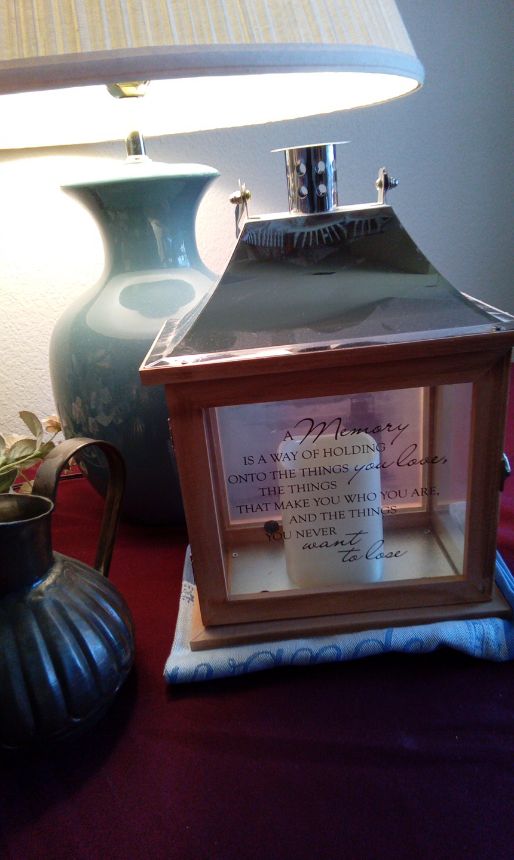 A Memory
IS A WAY OF HOLDING
ONTO THE THINGS you love,
THE THINGS
THAT MAKE YOU WHO YOU ARE,
AND THE THINGS
YOU NEVER want
to lose